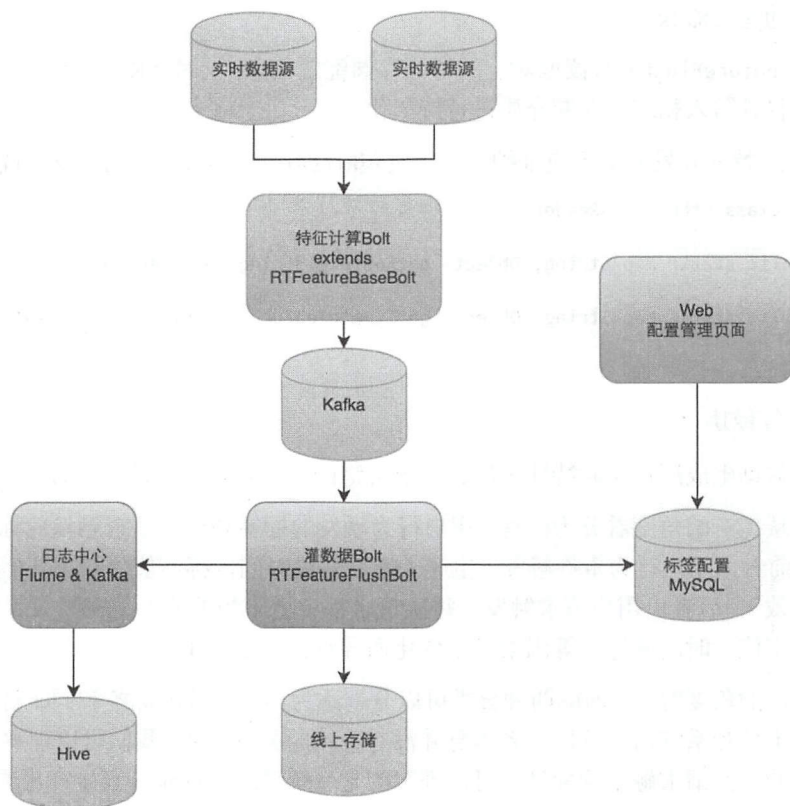 实时数据源
实时数据源
特征计算Bolt
extends
RTFeatureBaseBolt
Web
配置管理页面
Kafka
日志中心
Flume & Kafka
灌数据Bolt
RTFeatureFlushBolt
标签配置
MySQL
Hive
线上存储